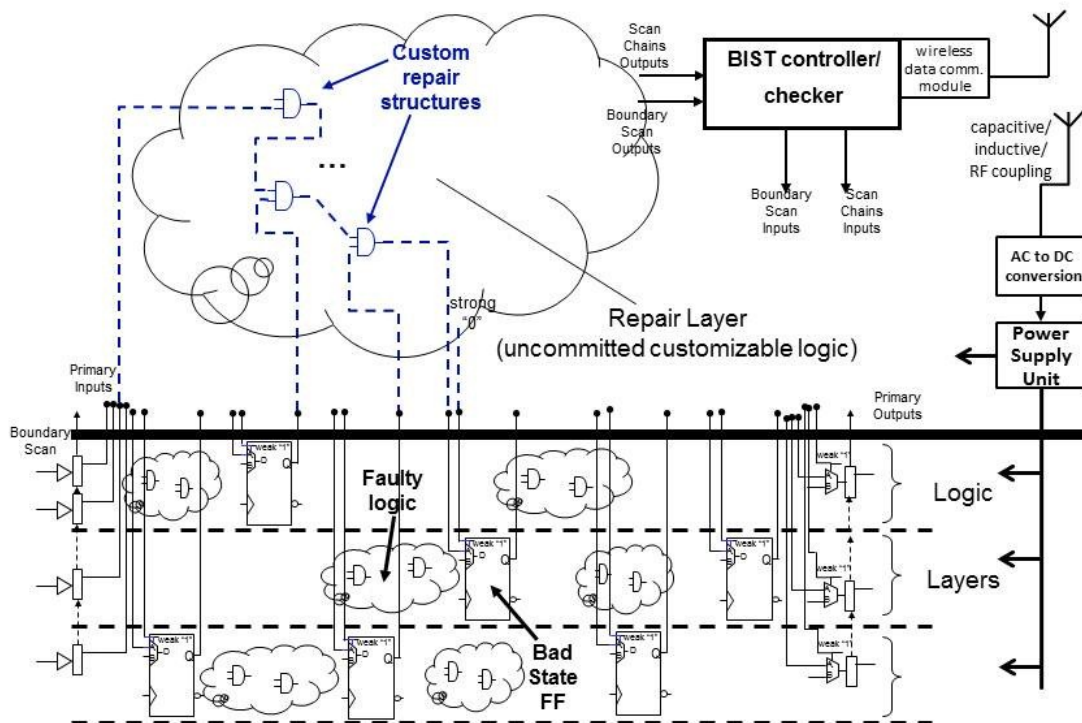 Custom
repair
structures
...
Scan
Chains
Outputs
Boundary
Scan
Outputs
BIST controller/
checker
wireless
data comm.
module
Boundary
Scan
Inputs
Scan
Chains
Inputs
capacitive/
inductive/
RF coupling
AC to DC
conversion
Power
Supply
Unit
strong
"0"
Repair Layer
(uncommitted customizable logic)
Primary
Inputs
Primary
Outputs
Boundary
Scan
weak "1"
D
Q
weak "1"
Faulty
logic
Logic
weak "1"
D
Q
weak "1"
D
Q
weak "1"
Layers
weak "1"
D
Q
weak "1"
D
Q
weak "1"
D
Q
weak "1"
Bad
State
FF